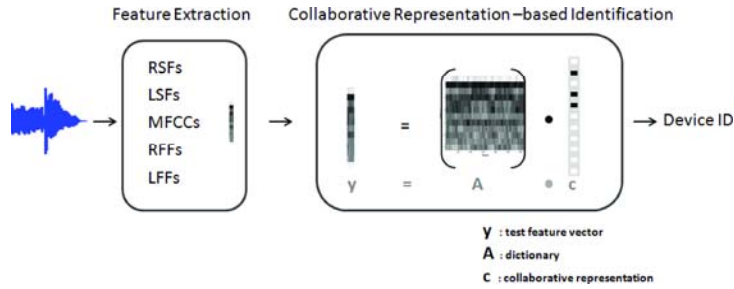 Feature Extraction
Collaborative Representation –based Identification
RSFs
LSFs
MFCCs
RFFs
LFFs
=
Device ID
y = A c
y : test feature vector
A : dictionary
c : collaborative representation